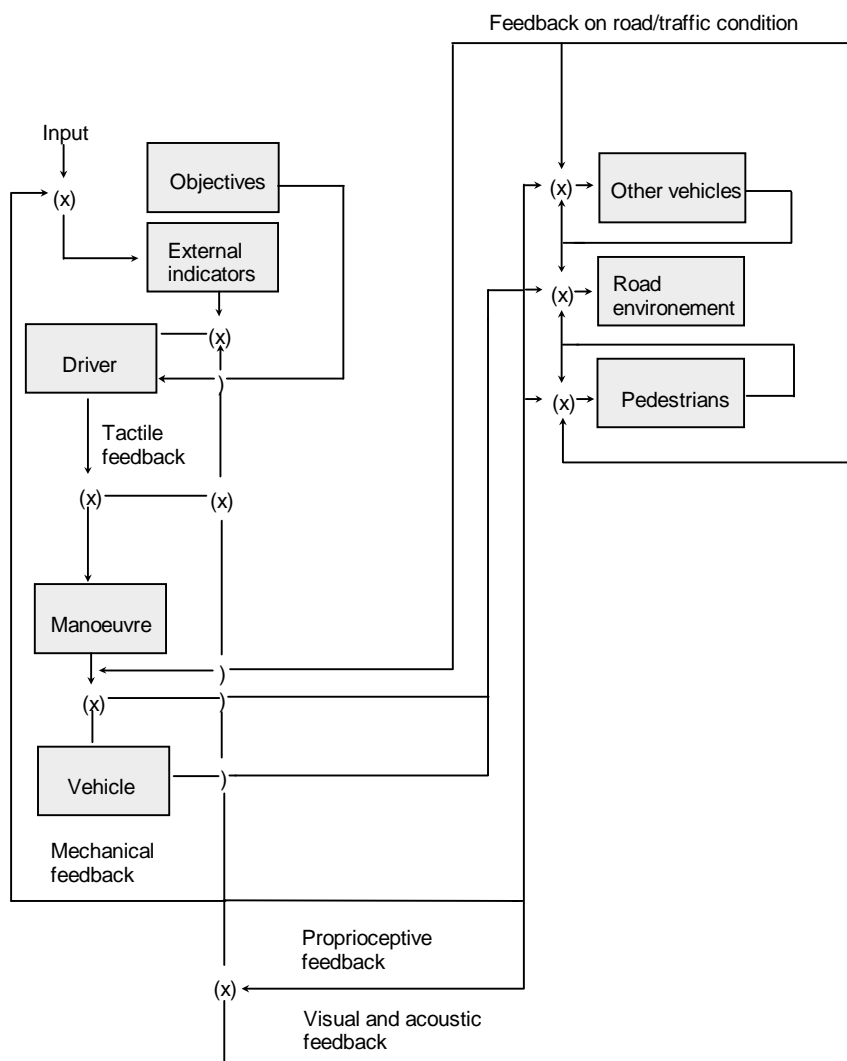 Feedback on road/traffic condition
Input
(x)
Objectives
(x)
Other vehicles
External
indicators
(x)
Road
environement
(x)
Driver
)
(x)
Pedestrians
Tactile
feedback
(x)
(x)
Manoeuvre
)
(x)
)
Vehicle
)
Mechanical
feedback
Proprioceptive
feedback
(x)
Visual and acoustic
feedback